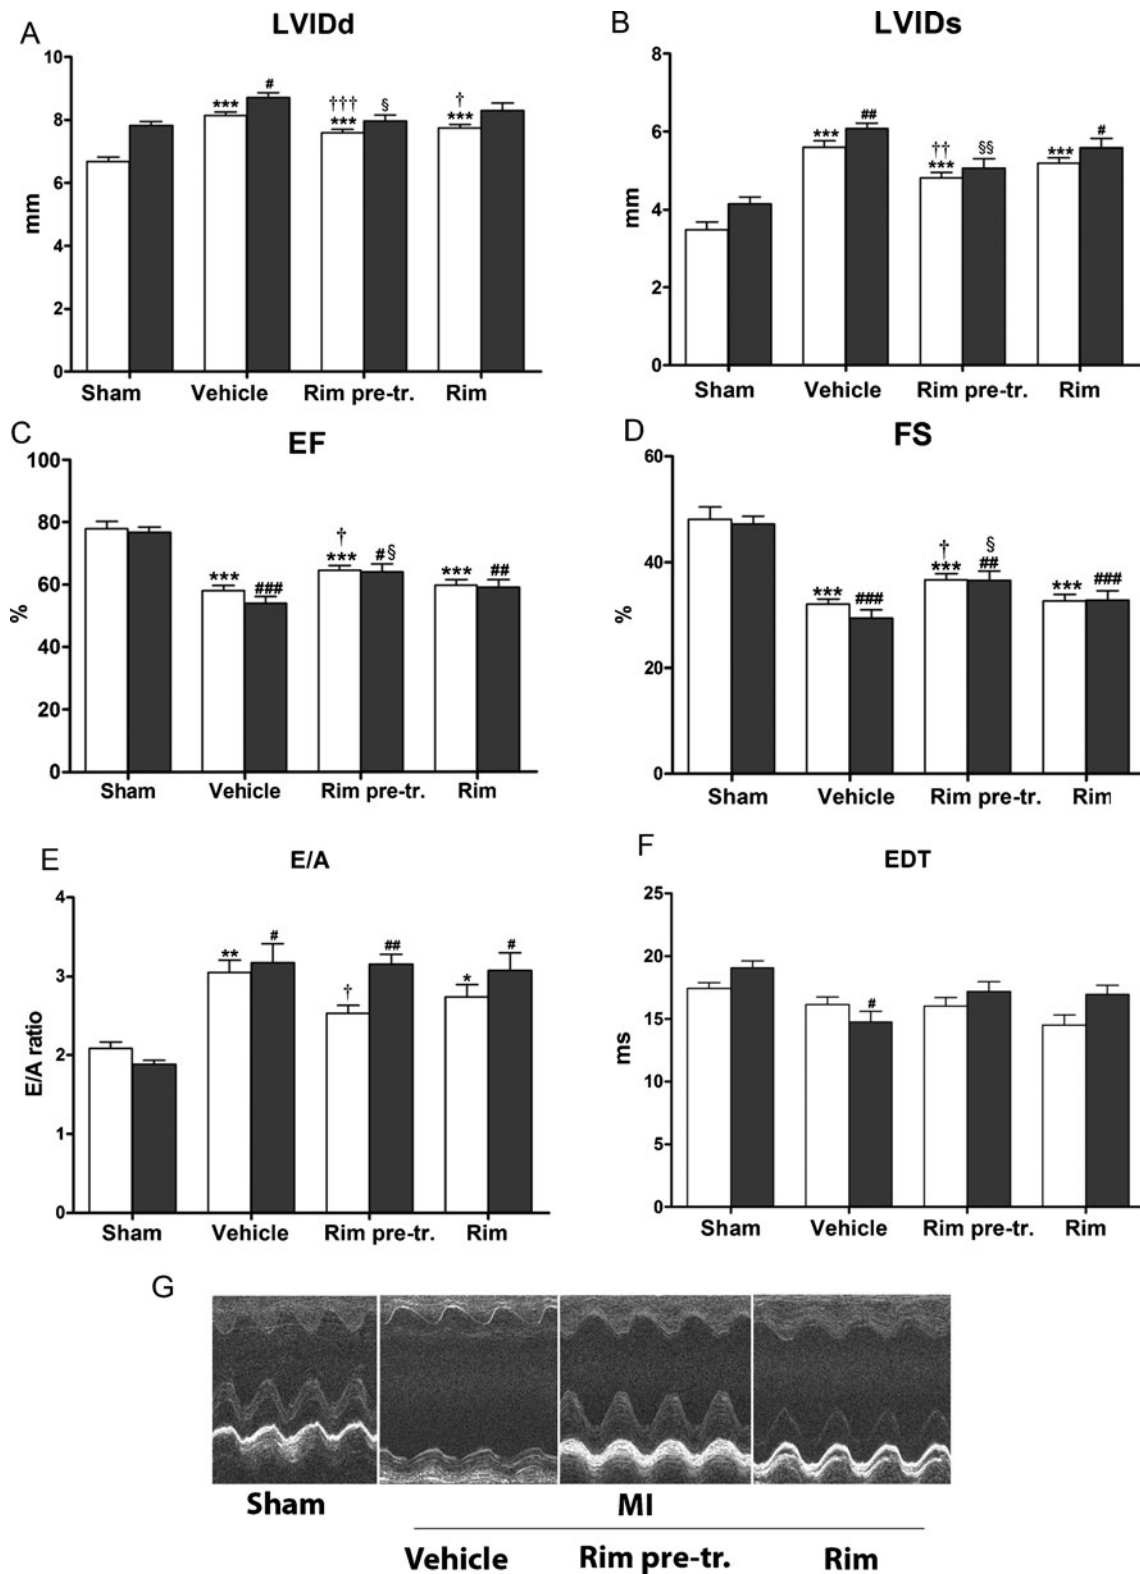 A
LVIDd
10
8
6
4
2
0
mm
***
#
†††
***
§
†
***
Sham
Vehicle
Rim pre-tr.
Rim
B
LVIDs
8
6
4
2
0
mm
***
##
††
***
§§
***
#
Sham
Vehicle
Rim pre-tr.
Rim
C
EF
100
80
60
40
20
0
%
***
###
†
***
#§
***
##
Sham
Vehicle
Rim pre-tr.
Rim
D
FS
60
40
20
0
%
***
###
†
***
§
##
***
###
Sham
Vehicle
Rim pre-tr.
Rim
E
E/A
4
3
2
1
0
E/A ratio
**
#
†
##
*
#
Sham
Vehicle
Rim pre-tr.
Rim
F
EDT
25
20
15
10
5
0
ms
#
Sham
Vehicle
Rim pre-tr.
Rim
G
Sham
MI
Vehicle
Rim pre-tr.
Rim